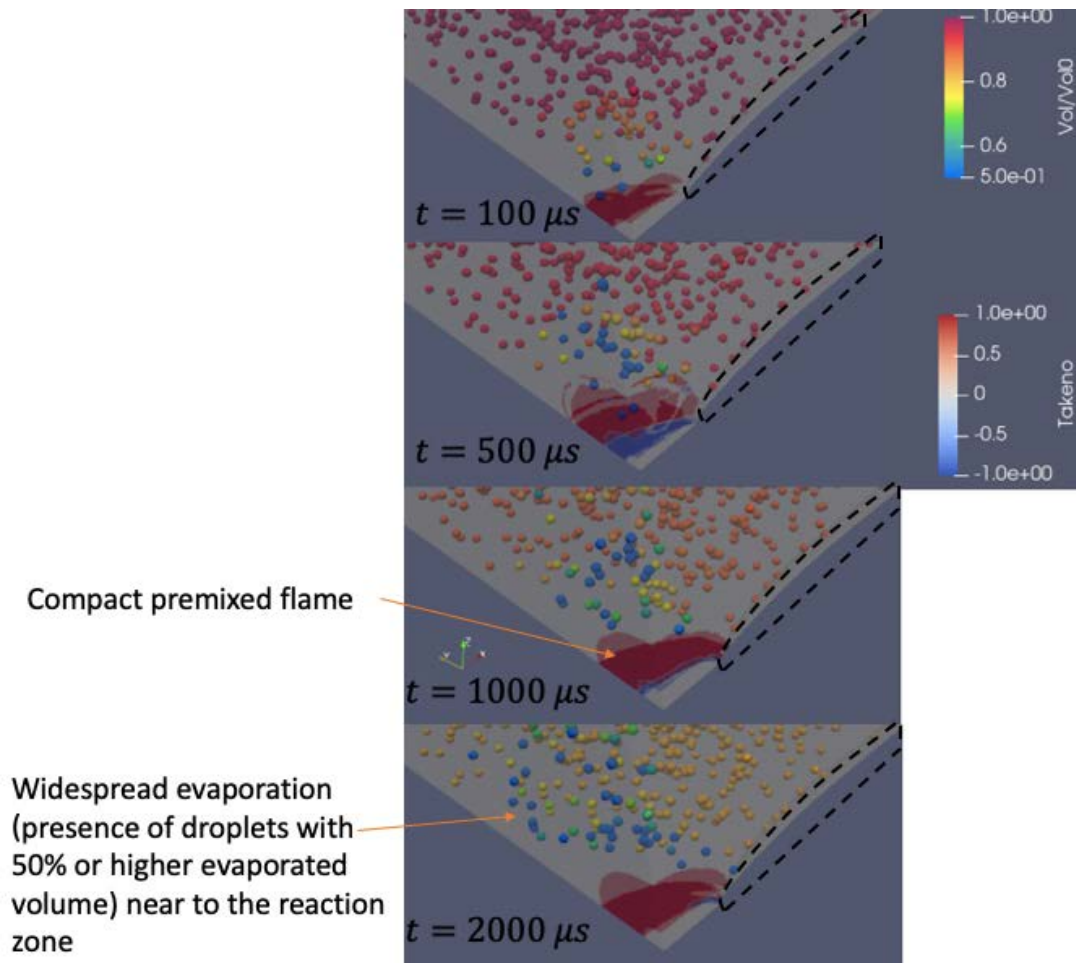 1.0e+00
0.8
0.6
5.0e-01
Vol/Vol0
t = 100 μs
1.0e+00
0.5
0
-0.5
-1.0e+00
Takeno
t = 500 μs
Compact premixed flame
Z
t = 1000 μs
Widespread evaporation
(presence of droplets with
50% or higher evaporated
volume) near to the reaction
zone
t = 2000 μs